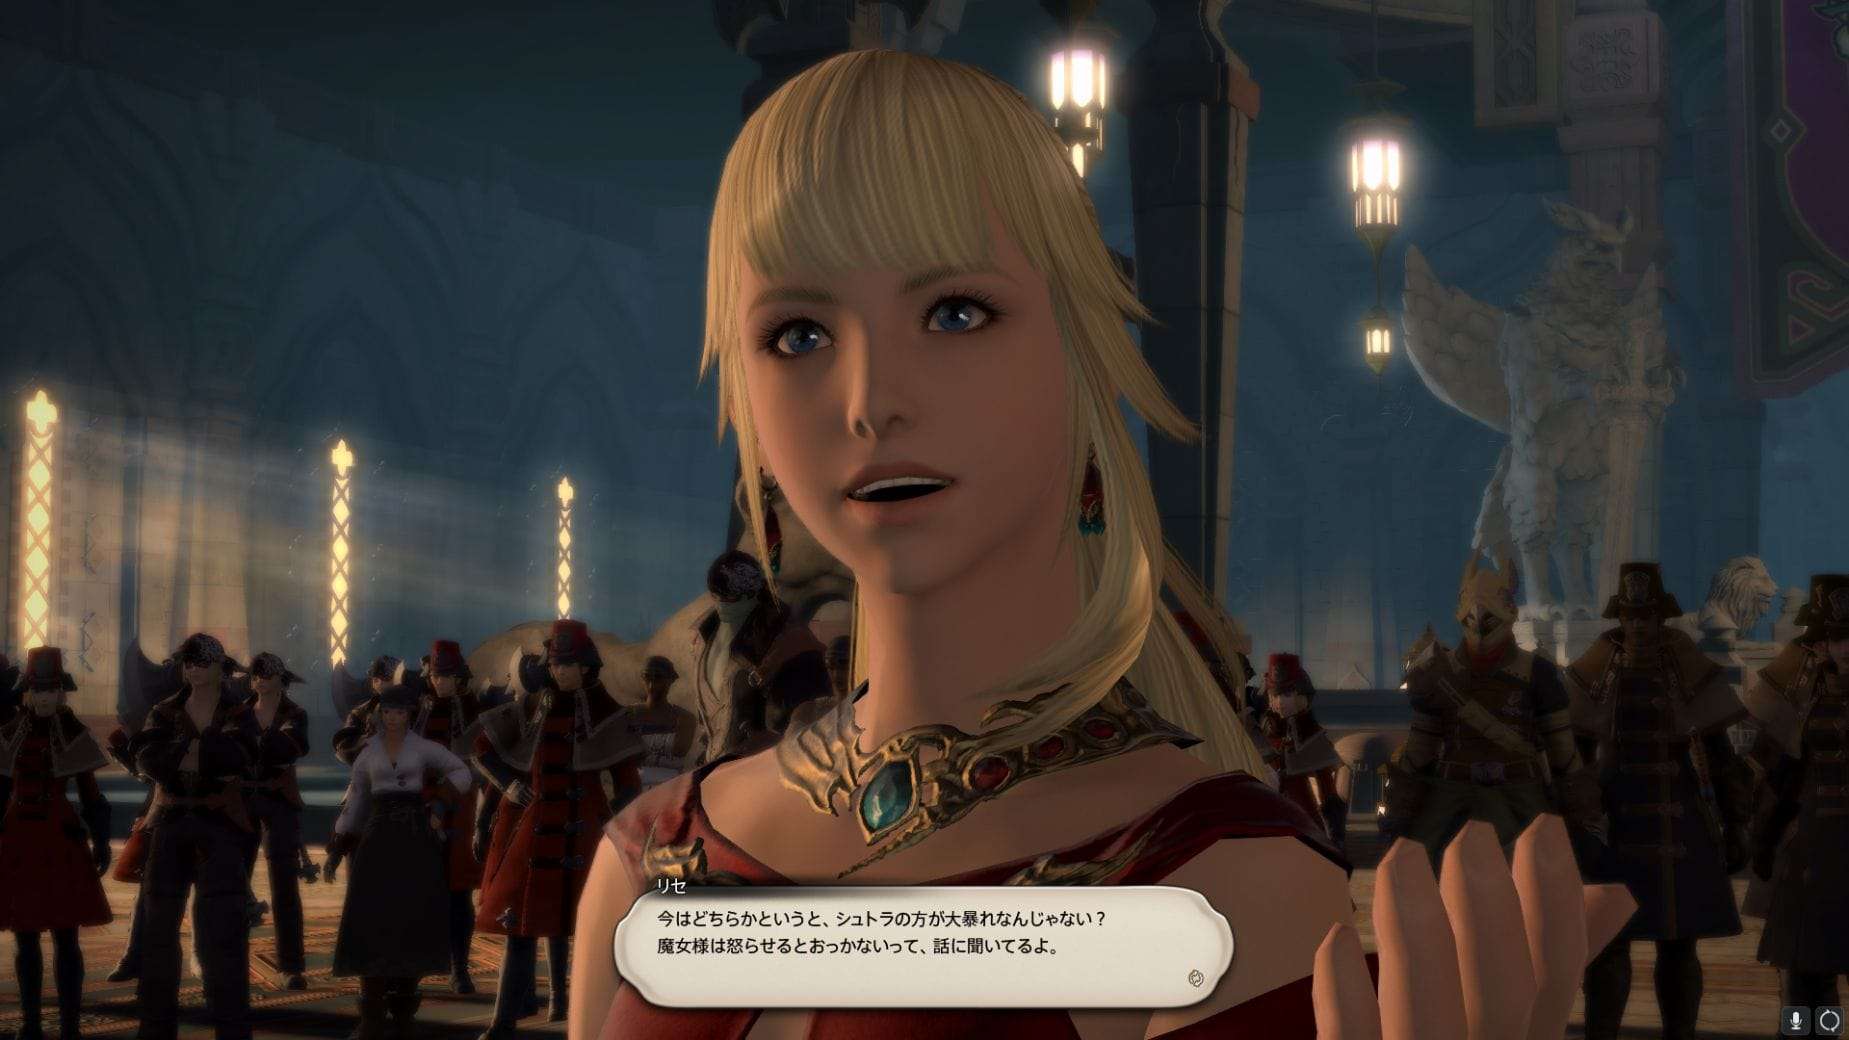 リセ
今はどちらかというと、シュトラの方が大暴れなんじゃない？
魔女様は怒らせるとおっかないって、話に聞いてるよ。